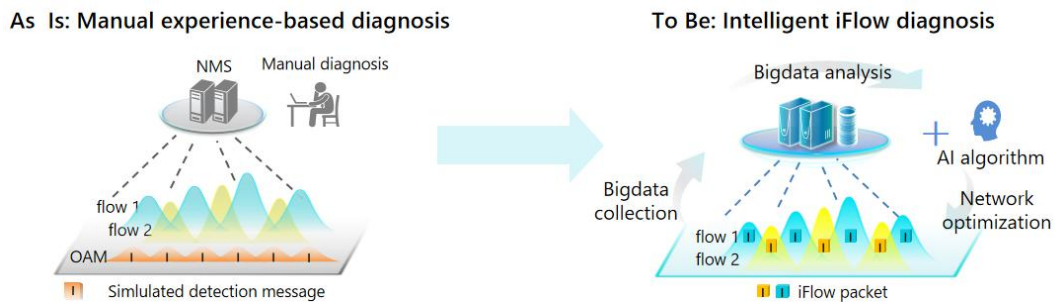 As Is: Manual experience-based diagnosis
NMS
Manual diagnosis
flow 1
flow 2
OAM
I I I I I I
I Simlulated detection message
To Be: Intelligent iFlow diagnosis
Bigdata analysis
+
AI algorithm
Bigdata
collection
Network
optimization
flow 1 I I I I
I I I
flow 2
I I iFlow packet